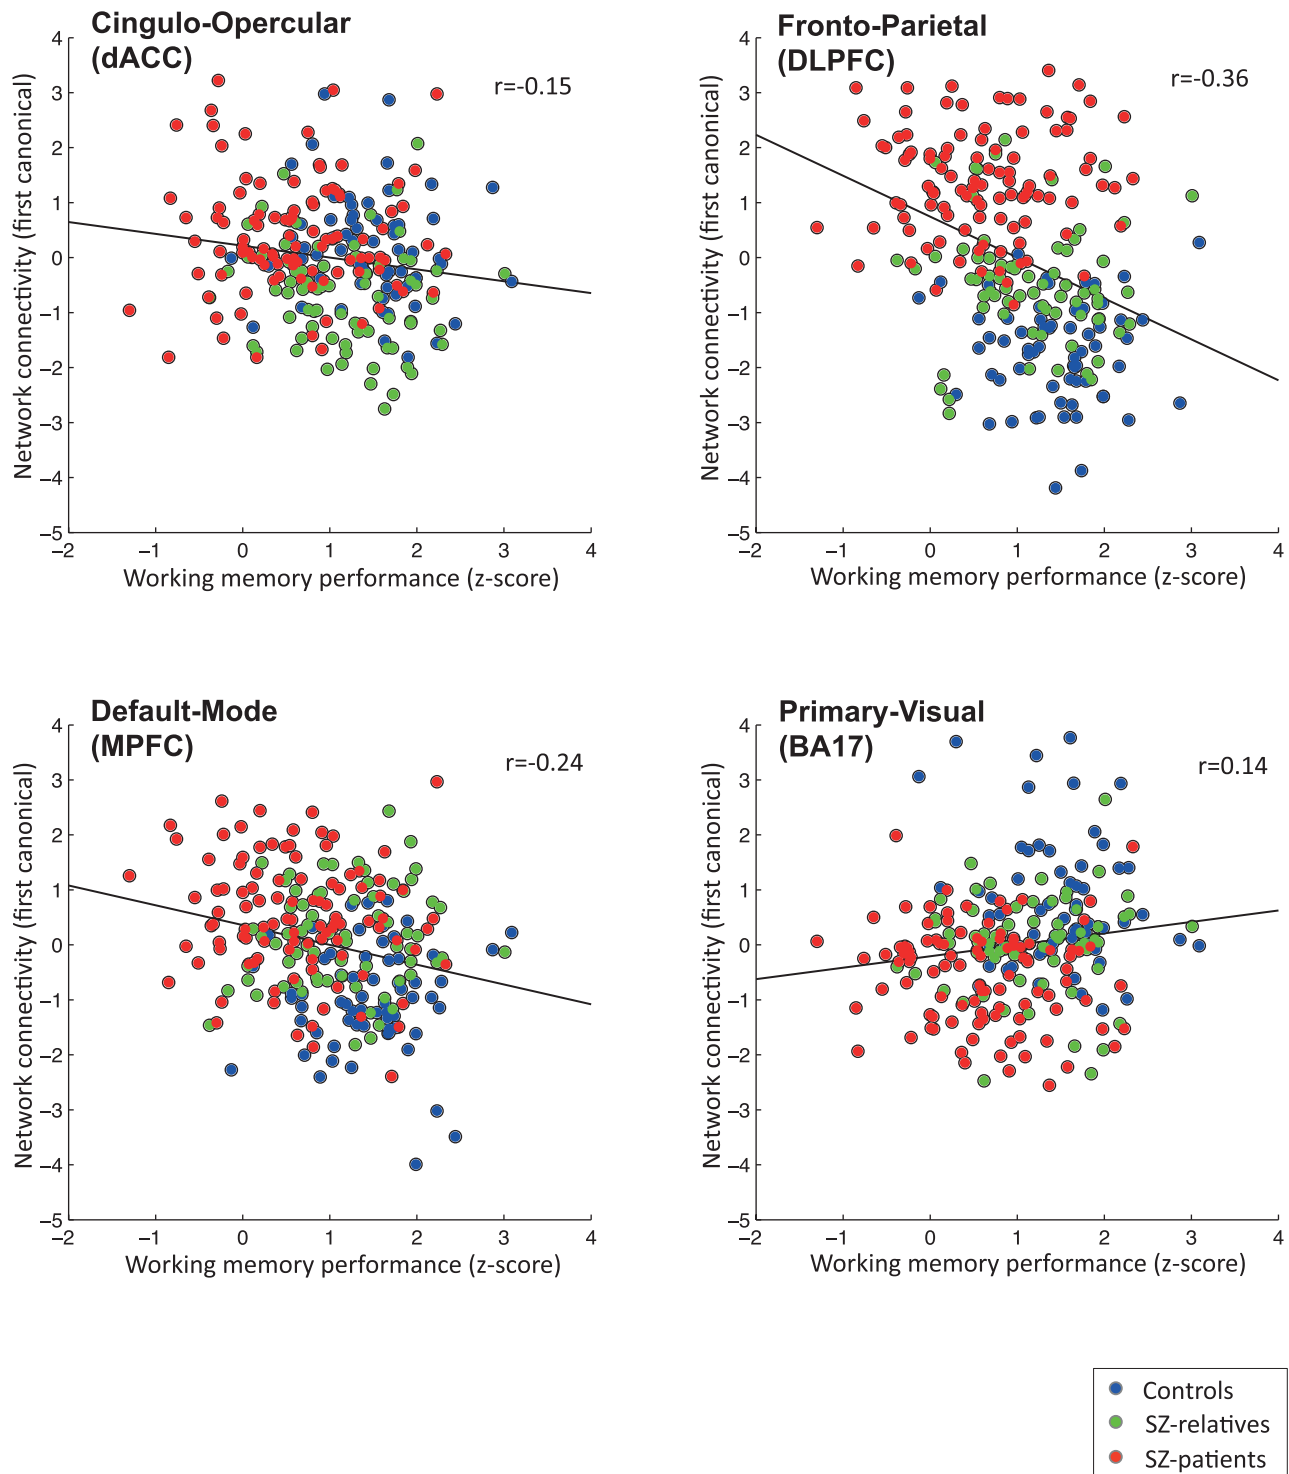 Cingulo-Opercular
(dACC)
r=-0.15
Network connectivity (first canonical)
4
3
2
1
0
−1
−2
−3
−4
−5
−2
−1
0
1
2
3
4
Working memory performance (z-score)
Fronto-Parietal
(DLPFC)
r=-0.36
Network connectivity (first canonical)
4
3
2
1
0
−1
−2
−3
−4
−5
−2
−1
0
1
2
3
4
Working memory performance (z-score)
Default-Mode
(MPFC)
r=-0.24
Network connectivity (first canonical)
4
3
2
1
0
−1
−2
−3
−4
−5
−2
−1
0
1
2
3
4
Working memory performance (z-score)
Primary-Visual
(BA17)
r=0.14
Network connectivity (first canonical)
4
3
2
1
0
−1
−2
−3
−4
−5
−2
−1
0
1
2
3
4
Working memory performance (z-score)
Controls
SZ-relatives
SZ-patients